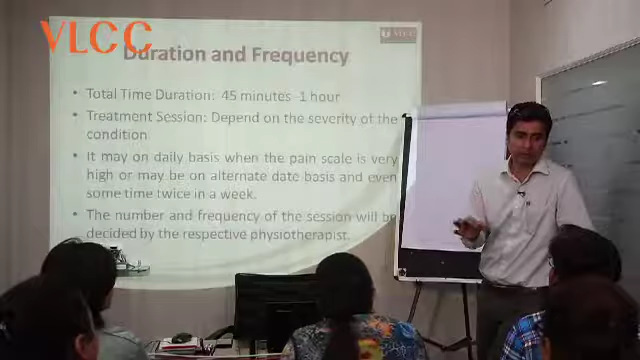 VLCC
Duration and Frequency
• Total Time Duration: 45 minutes -1 hour
• Treatment Session: Depend on the severity of the
condition
• It may on daily basis when the pain scale is very
high or may be on alternate date basis and even
some time twice in a week.
• The number and frequency of the session will be
decided by the respective physiotherapist.